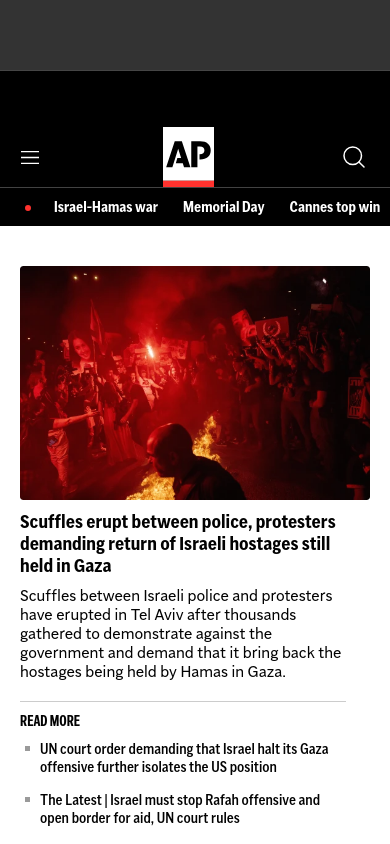 AP
Israel-Hamas war Memorial Day Cannes top win
Scuffles erupt between police, protesters
demanding return of Israeli hostages still
held in Gaza
Scuffles between Israeli police and protesters
have erupted in Tel Aviv after thousands
gathered to demonstrate against the
government and demand that it bring back the
hostages being held by Hamas in Gaza.
READ MORE
UN court order demanding that Israel halt its Gaza
offensive further isolates the US position
The Latest | Israel must stop Rafah offensive and
open border for aid, UN court rules